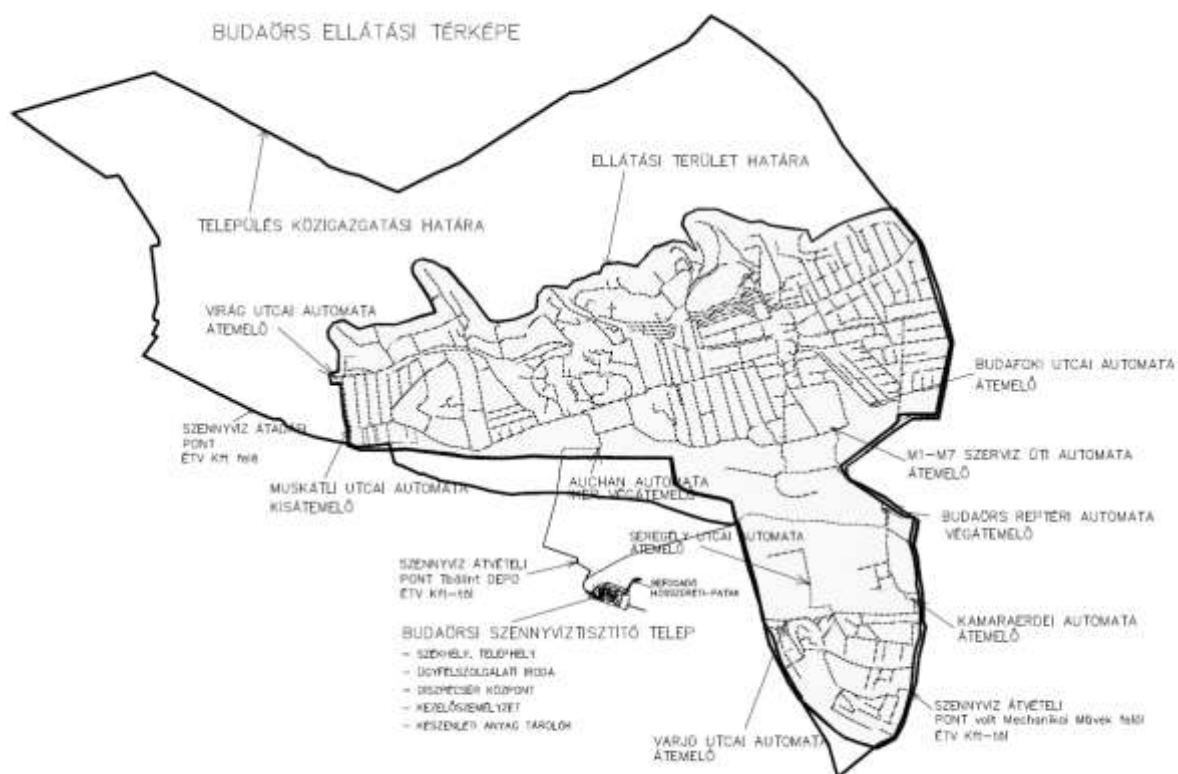 BUDAÖRS ELLÁTÁSI TÉRKÉPE
ELLÁTÁSI TERÜLET HATÁRA
TELEPÜLÉS KÖZIGAZGATÁSI HATÁRA
VIRÁG UTCAI AUTOMATA
ÁTEMELŐ
BUDAFOKI UTCAI AUTOMATA
ÁTEMELŐ
SZENNYVÍZ ÁTADÁSI
PONT
ÉTV Kft felé
M1-M7 SZERVIZ ÚTI AUTOMATA
ÁTEMELŐ
MUSKÁTLI UTCAI AUTOMATA
KISÁTEMELŐ
AUCHAN AUTOMATA
VÉGÁTEMELŐ
BUDAÖRS REPTÉRI AUTOMATA
VÉGÁTEMELŐ
SEREGÉLY UTCAI AUTOMATA
ÁTEMELŐ
SZENNYVÍZ ÁTVÉTELI
PONT Tbálint DEPO
ÉTV Kft-től
BEFOGADÓ
HOSSZÚRÉTI-PATAK
KAMARAERDEI AUTOMATA
ÁTEMELŐ
BUDAÖRSI SZENNYVÍZTISZTÍTÓ TELEP
- SZÉKHELY, TELEPHELY
- ÜGYFÉLSZOLGÁLATI IRODA
- DISZPÉCSER KÖZPONT
- KEZELŐSZEMÉLYZET
- KÉSZENLÉTI ANYAG TÁROLÓK
SZENNYVÍZ ÁTVÉTELI
PONT volt Mechanikai Művek felől
ÉTV Kft-től
VARJÚ UTCAI AUTOMATA
ÁTEMELŐ